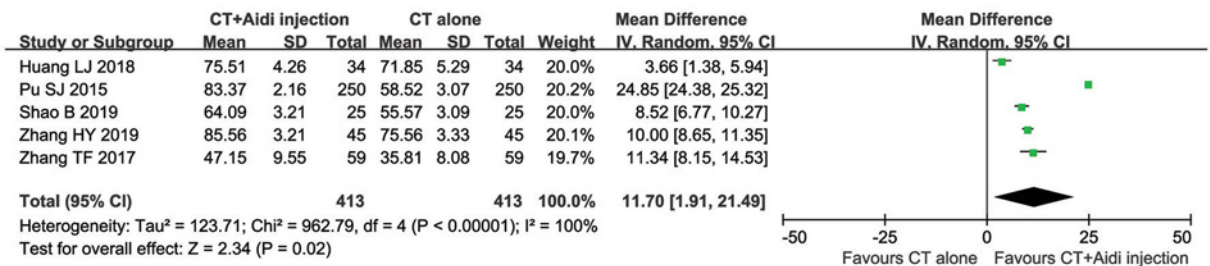 CT+Aidi injection CT alone Mean Difference Mean Difference
Study or Subgroup Mean SD Total Mean SD Total Weight IV, Random, 95% CI IV, Random, 95% CI
Huang LJ 2018 75.51 4.26 34 71.85 5.29 34 20.0% 3.66 [1.38, 5.94]
Pu SJ 2015 83.37 2.16 250 58.52 3.07 250 20.2% 24.85 [24.38, 25.32]
Shao B 2019 64.09 3.21 25 55.57 3.09 25 20.0% 8.52 [6.77, 10.27]
Zhang HY 2019 85.56 3.21 45 75.56 3.33 45 20.1% 10.00 [8.65, 11.35]
Zhang TF 2017 47.15 9.55 59 35.81 8.08 59 19.7% 11.34 [8.15, 14.53]
Total (95% CI) 413 413 100.0% 11.70 [1.91, 21.49]
Heterogeneity: Tau² = 123.71; Chi² = 962.79, df = 4 (P < 0.00001); I² = 100%
Test for overall effect: Z = 2.34 (P = 0.02)
-50 -25 0 25 50
Favours CT alone Favours CT+Aidi injection